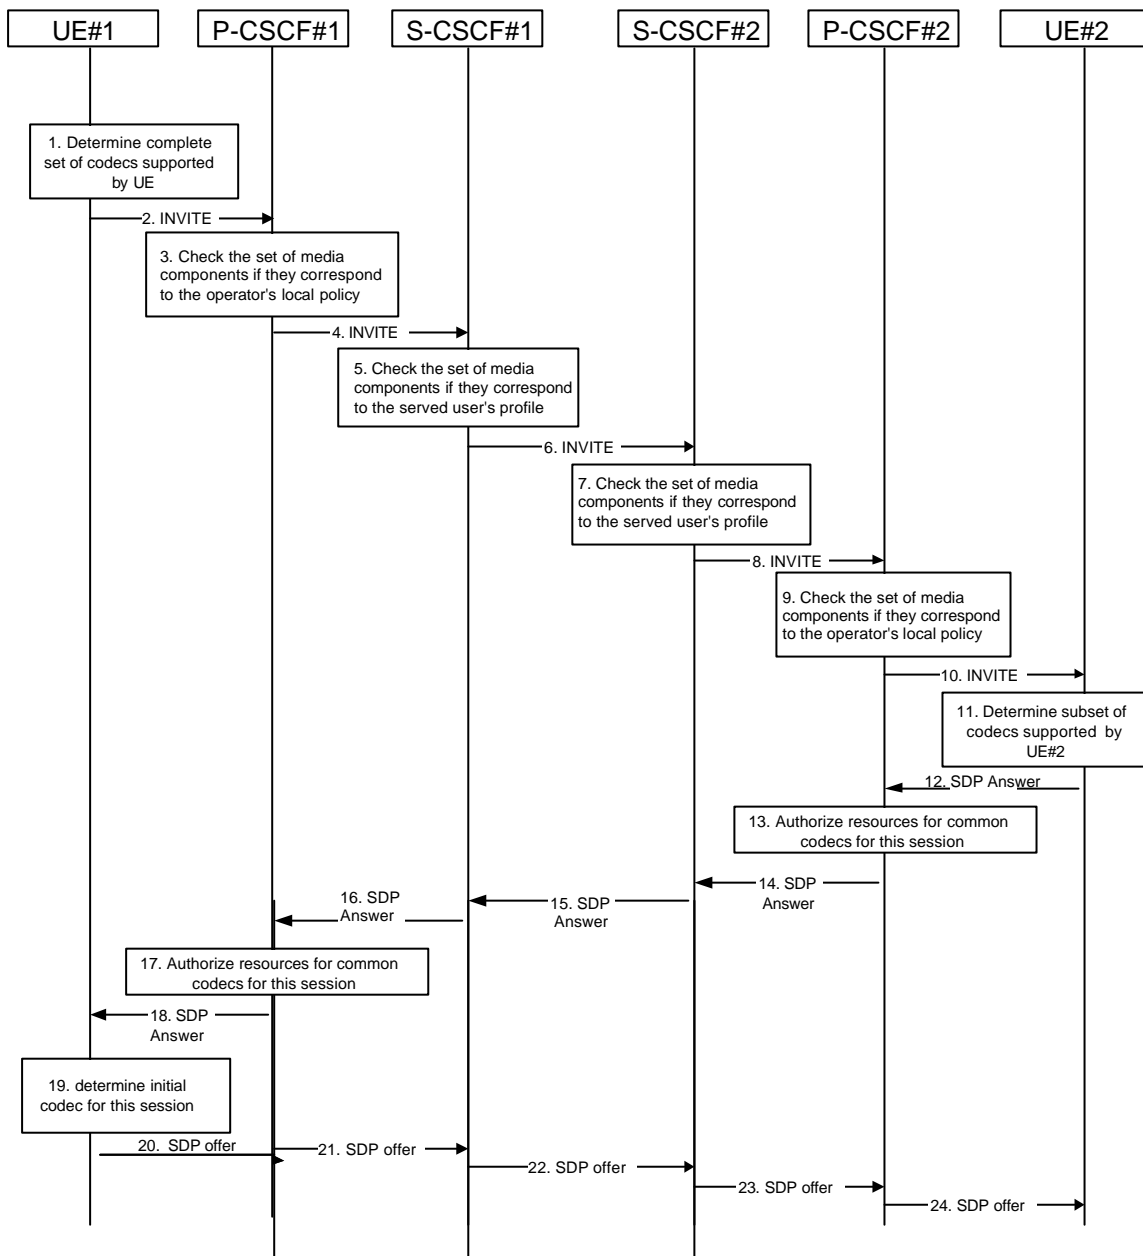 UE#1
P-CSCF#1
S-CSCF#1
S-CSCF#2
P-CSCF#2
UE#2
1. Determine complete
set of codecs supported
by UE
2. INVITE
3. Check the set of media
components if they correspond
to the operator's local policy
4. INVITE
5. Check the set of media
components if they correspond
to the served user's profile
6. INVITE
7. Check the set of media
components if they correspond
to the served user's profile
8. INVITE
9. Check the set of media
components if they correspond
to the operator's local policy
10. INVITE
11. Determine subset of
codecs supported by
UE#2
12. SDP Answer
13. Authorize resources for common
codecs for this session
14. SDP
Answer
15. SDP
Answer
16. SDP
Answer
17. Authorize resources for common
codecs for this session
18. SDP
Answer
19. determine initial
codec for this session
20. SDP offer
21. SDP offer
22. SDP offer
23. SDP offer
24. SDP offer